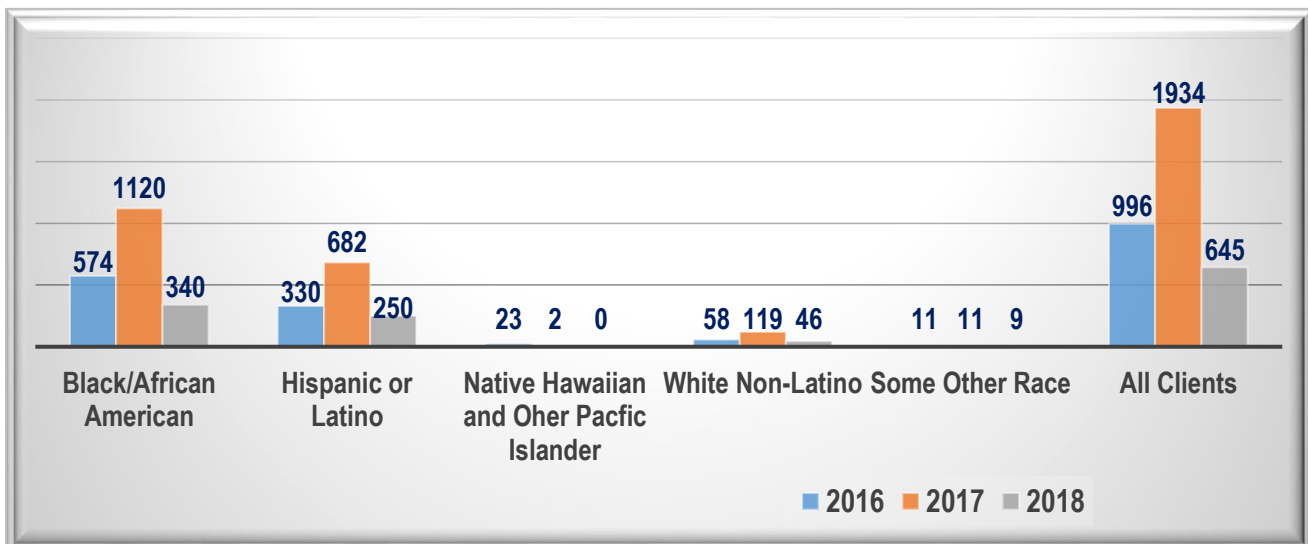 1934
1120
996
682
574
645
340
330
250
23 2 0
58 119 46
11 11 9
Black/African
American
Hispanic or
Latino
Native Hawaiian
and Oher Pacfic
Islander
White Non-Latino
Some Other Race
All Clients
2016 2017 2018